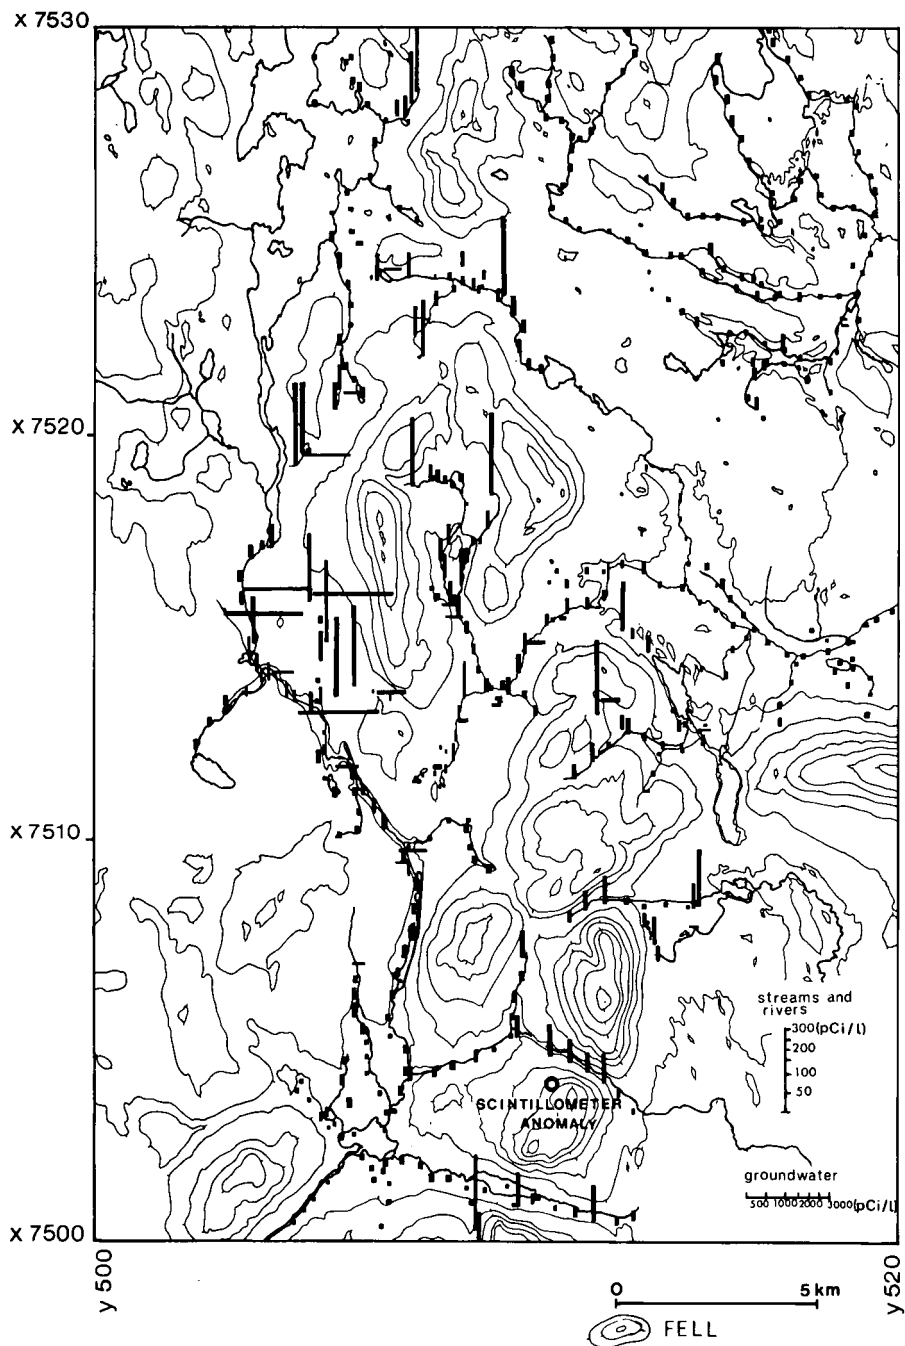 x 7530
x 7520
x 7510
streams and
rivers
300(pCi/l)
200
100
50
SCINTILLOMETER
ANOMALY
groundwater
500 1000 2000 3000(pCi/l)
x 7500
y 500
y 520
0 5 km
FELL